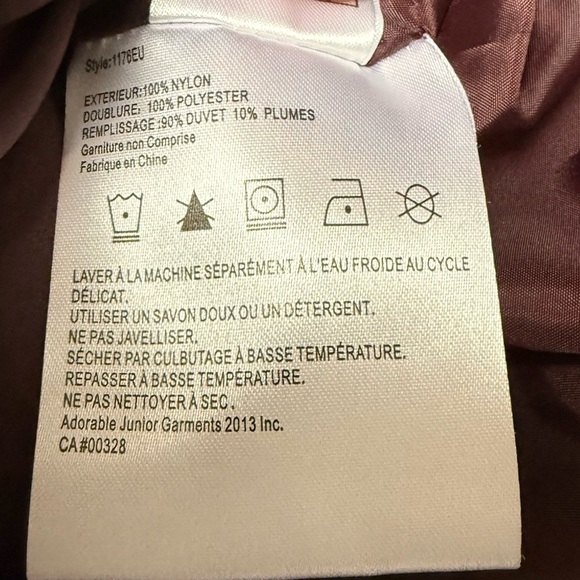 Style:1176EU
EXTERIEUR:100% NYLON
DOUBLURE: 100% POLYESTER
REMPLISSAGE :90% DUVET 10% PLUMES
Garniture non Comprise
Fabrique en Chine
LAVER À LA MACHINE SÉPARÉMENT À L'EAU FROIDE AU CYCLE
DÉLICAT.
UTILISER UN SAVON DOUX OU UN DÉTERGENT.
NE PAS JAVELLISER.
SÉCHER PAR CULBUTAGE À BASSE TEMPÉRATURE.
REPASSER À BASSE TEMPÉRATURE.
NE PAS NETTOYER À SEC.
Adorable Junior Garments 2013 Inc.
CA#00328